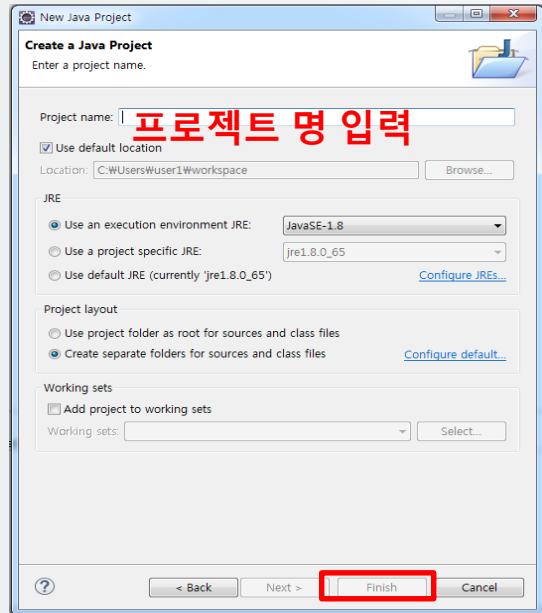 New Java Project
Create a Java Project
Enter a project name.
Project name: 프로젝트 명 입력
Use default location
Location: C:₩Users₩user1₩workspace Browse...
JRE
Use an execution environment JRE: JavaSE-1.8
Use a project specific JRE: jre1.8.0_65
Use default JRE (currently 'jre1.8.0_65') Configure JREs...
Project layout
Use project folder as root for sources and class files
Create separate folders for sources and class files Configure default...
Working sets
Add project to working sets
Working sets: Select...
? < Back Next > Finish Cancel